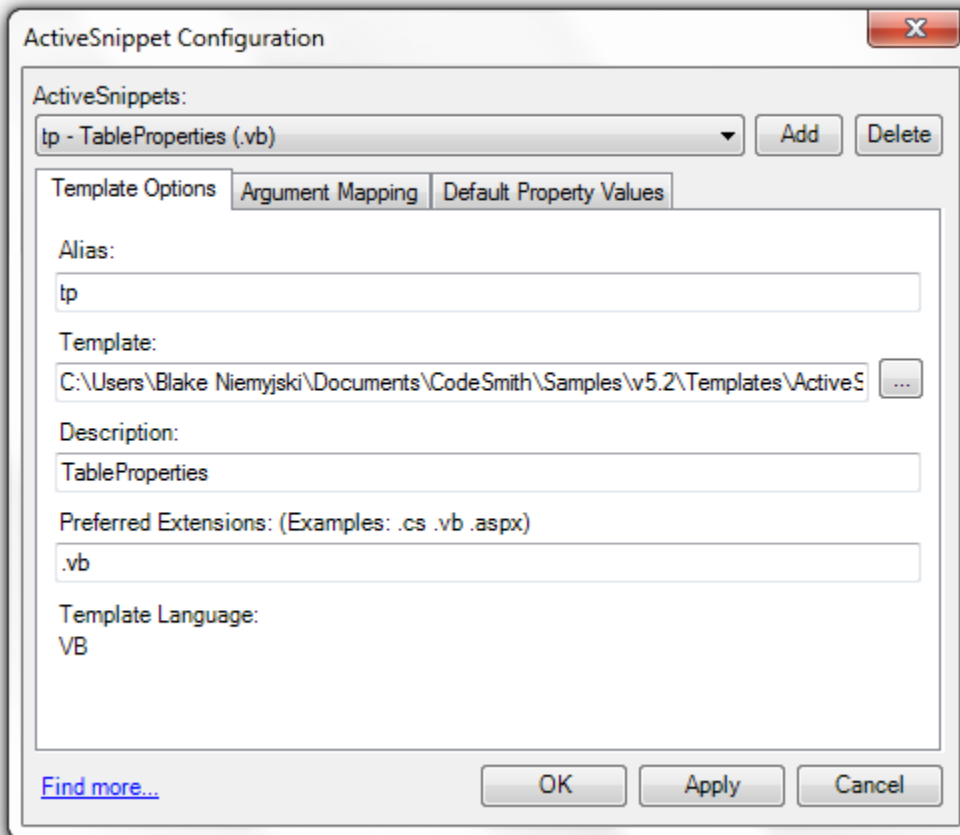 ActiveSnippet Configuration
ActiveSnippets:
tp - TableProperties (.vb)
Add
Delete
Template Options
Argument Mapping
Default Property Values
Alias:
tp
Template:
C:\Users\Blake Niemyjski\Documents\CodeSmith\Samples\v5.2\Templates\ActiveS
...
Description:
TableProperties
Preferred Extensions: (Examples: .cs .vb .aspx)
.vb
Template Language:
VB
Find more...
OK
Apply
Cancel